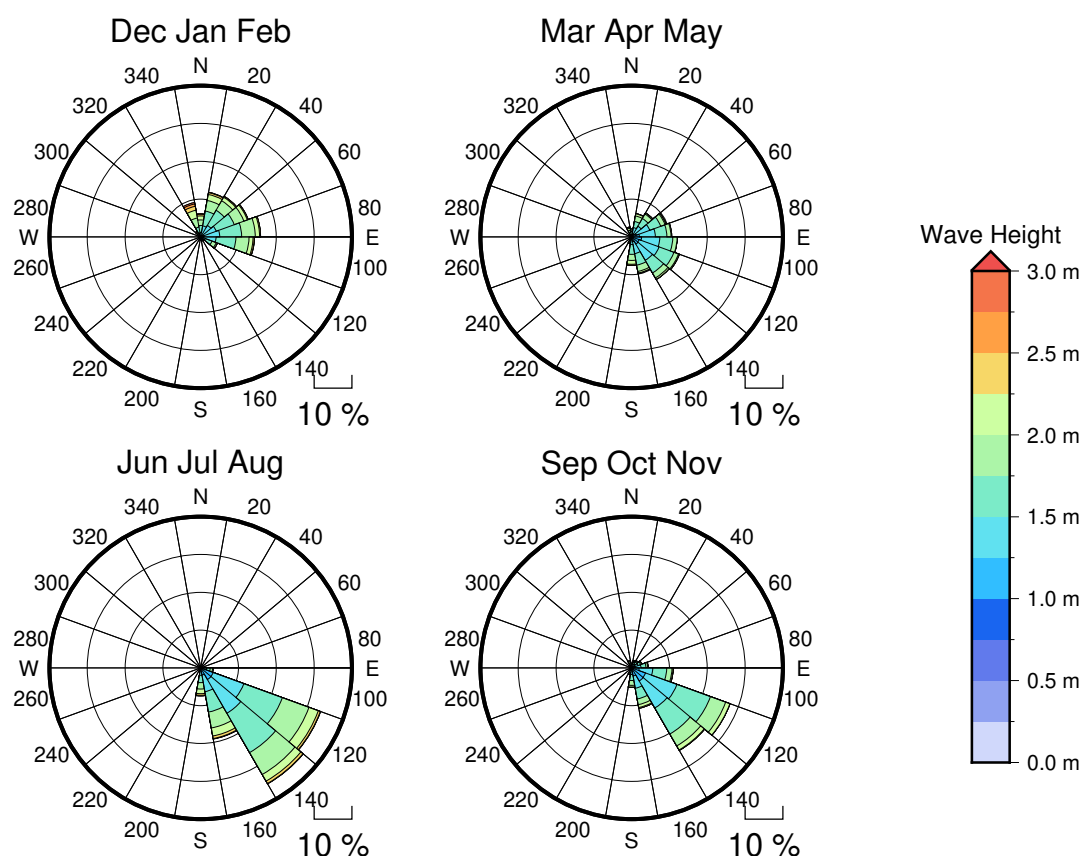 Dec Jan Feb
Mar Apr May
N
20
40
60
80
E
100
120
140
160
S
200
220
240
260
W
280
300
320
340
10 %
N
20
40
60
80
E
100
120
140
160
S
200
220
240
260
W
280
300
320
340
10 %
Jun Jul Aug
Sep Oct Nov
N
20
40
60
80
E
100
120
140
160
S
200
220
240
260
W
280
300
320
340
10 %
N
20
40
60
80
E
100
120
140
160
S
200
220
240
260
W
280
300
320
340
10 %
Wave Height
3.0 m
2.5 m
2.0 m
1.5 m
1.0 m
0.5 m
0.0 m